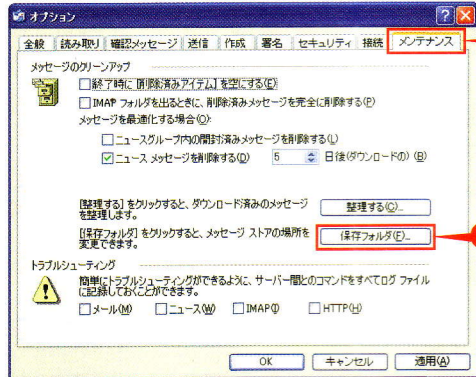 オプション
全般 読み取り 確認メッセージ 送信 作成 署名 セキュリティ 接続 メンテナンス
メッセージのクリーンアップ
終了時に [削除済みアイテム] を空にする(E)
IMAP フォルダを出るときに、削除済みメッセージを完全に削除する(P)
メッセージを最適化する場合(O):
ニュースグループ内の開封済みメッセージを削除する(L)
ニュース メッセージを削除する(D) 5 日後(ダウンロードの) (B)
[整理する] をクリックすると、ダウンロード済みのメッセージ
を整理します。
整理する(C)...
[保存フォルダ] をクリックすると、メッセージ ストアの場所を
変更できます。
保存フォルダ(F)...
トラブルシューティング
簡単にトラブルシューティングができるように、サーバー間とのコマンドをすべてログ ファイル
に記録しておくことができます。
メール(M) ニュース(W) IMAP(I) HTTP(H)
OK キャンセル 適用(A)